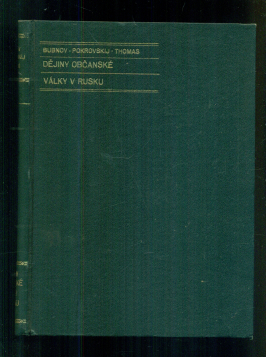 BUBNOV - POKROVSKIJ - THOMAS
DĚJINY OBČANSKÉ
VÁLKY V RUSKU